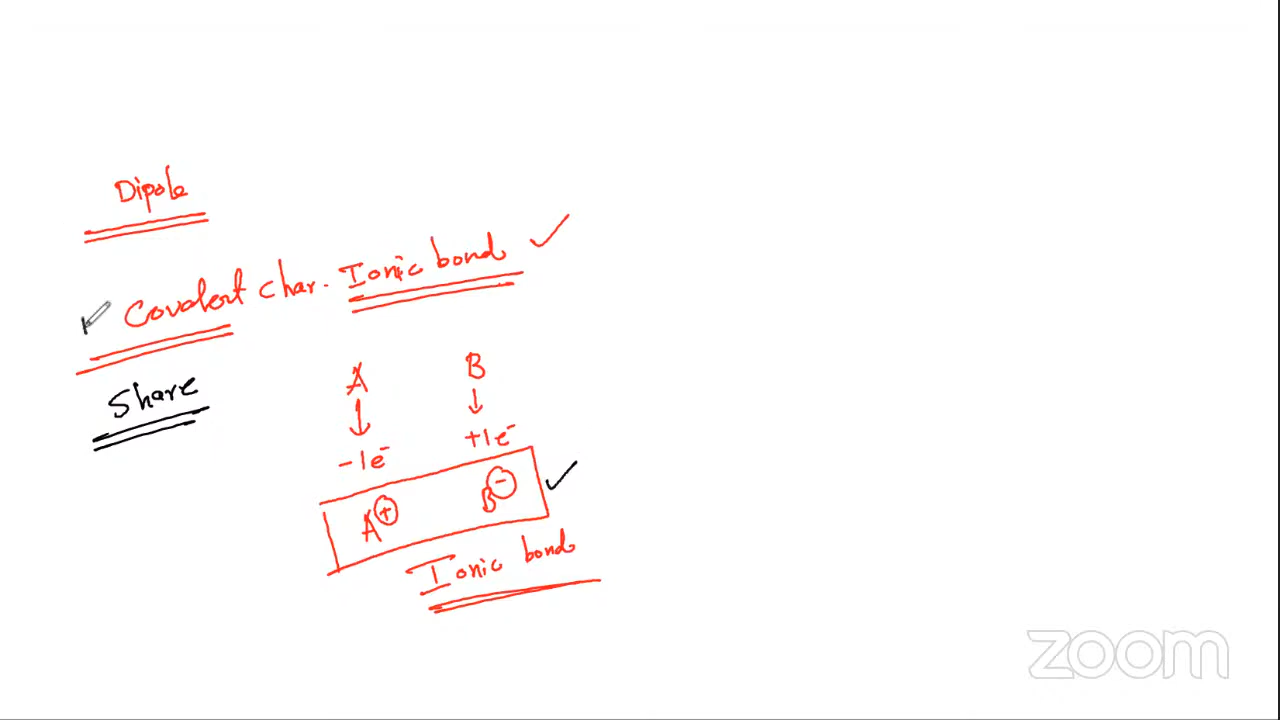 Dipole
Covalent char. Ionic bond
Share
A B
-1e⁻ +1e⁻
A⊕ B⊖
Ionic bond
zoom